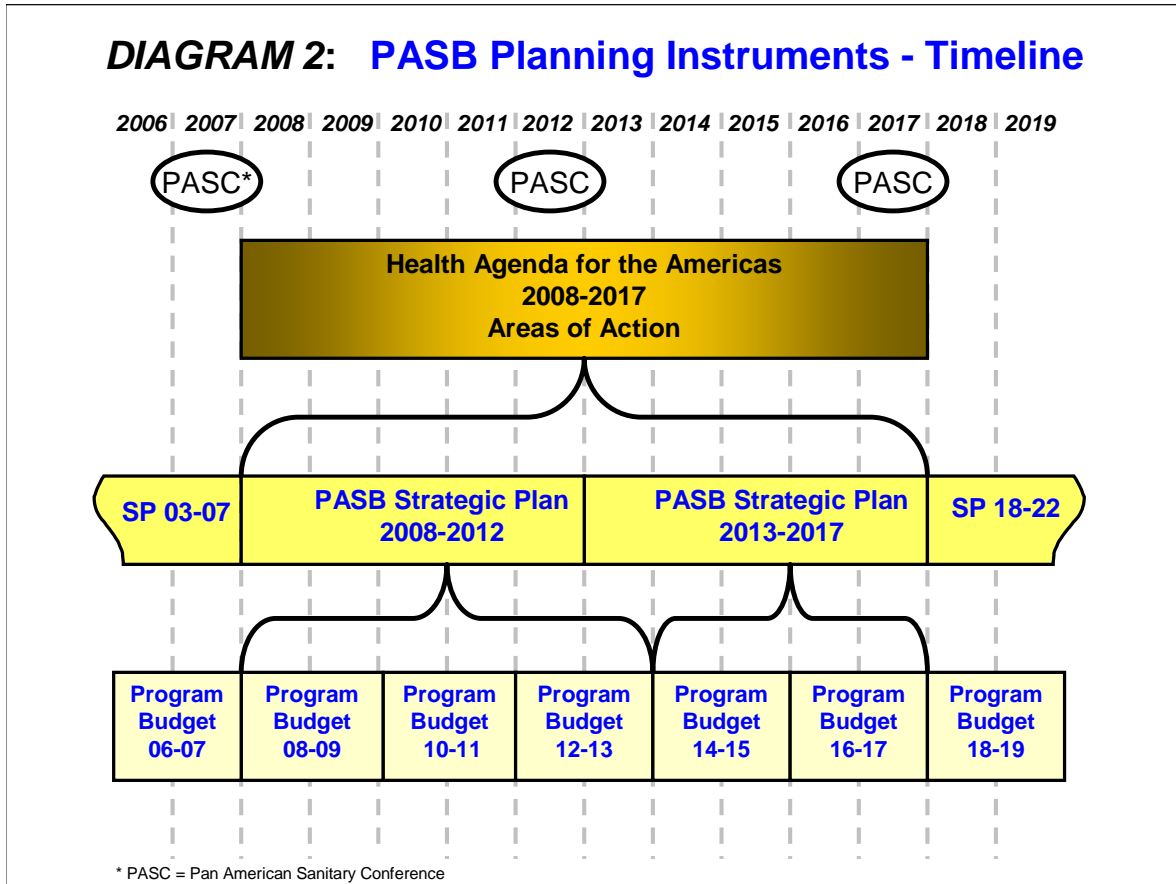 DIAGRAM 2: PASB Planning Instruments - Timeline
2006 2007 2008 2009 2010 2011 2012 2013 2014 2015 2016 2017 2018 2019
PASC* PASC PASC
Health Agenda for the Americas
2008-2017
Areas of Action
SP 03-07
PASB Strategic Plan
2008-2012
PASB Strategic Plan
2013-2017
SP 18-22
Program
Budget
06-07
Program
Budget
08-09
Program
Budget
10-11
Program
Budget
12-13
Program
Budget
14-15
Program
Budget
16-17
Program
Budget
18-19
* PASC = Pan American Sanitary Conference